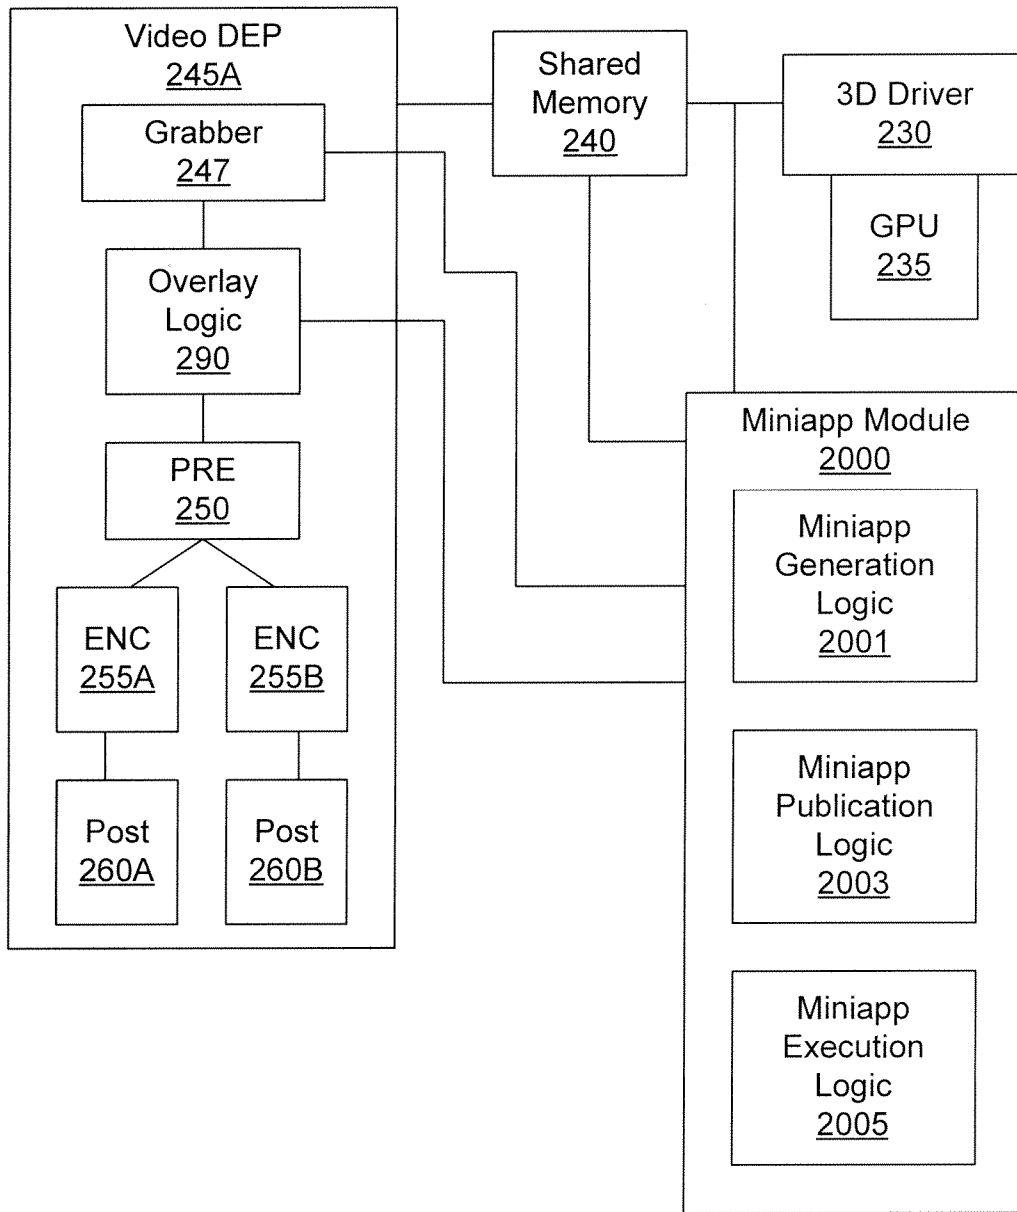 Video DEP
245A
Grabber
247
Overlay
Logic
290
PRE
250
ENC
255A
ENC
255B
Post
260A
Post
260B
Shared
Memory
240
3D Driver
230
GPU
235
Miniapp Module
2000
Miniapp
Generation
Logic
2001
Miniapp
Publication
Logic
2003
Miniapp
Execution
Logic
2005